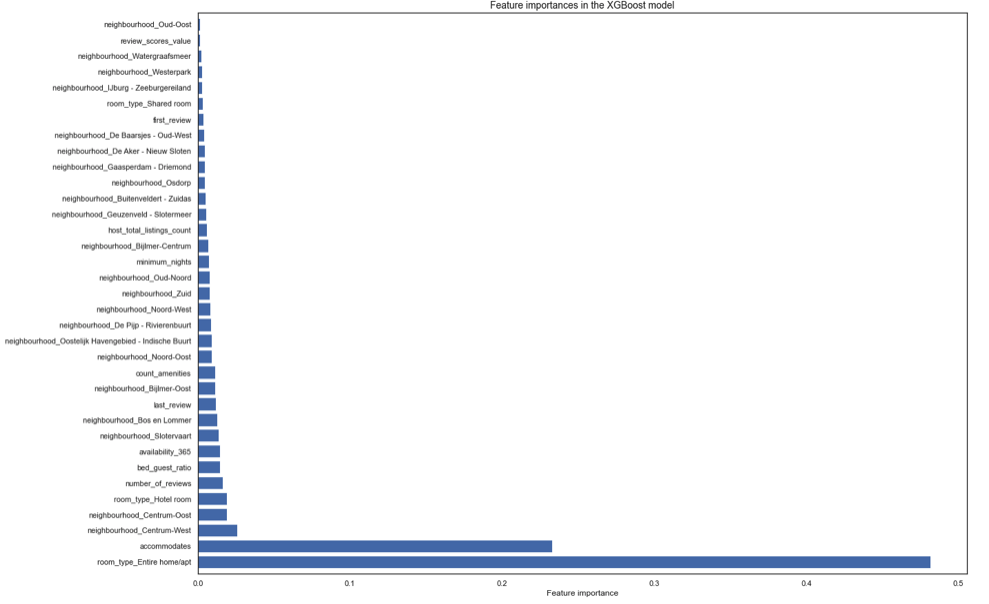 Feature importances in the XGBoost model
neighbourhood_Oud-Oost
review_scores_value
neighbourhood_Watergraafsmeer
neighbourhood_Westerpark
neighbourhood_IJburg - Zeeburgereiland
room_type_Shared room
first_review
neighbourhood_De Baarsjes - Oud-West
neighbourhood_De Aker - Nieuw Sloten
neighbourhood_Gaasperdam - Driemond
neighbourhood_Osdorp
neighbourhood_Buitenveldert - Zuidas
neighbourhood_Geuzenveld - Slotermeer
host_total_listings_count
neighbourhood_Bijlmer-Centrum
minimum_nights
neighbourhood_Oud-Noord
neighbourhood_Zuid
neighbourhood_Noord-West
neighbourhood_De Pijp - Rivierenbuurt
neighbourhood_Oostelijk Havengebied - Indische Buurt
neighbourhood_Noord-Oost
count_amenities
neighbourhood_Bijlmer-Oost
last_review
neighbourhood_Bos en Lommer
neighbourhood_Slotervaart
availability_365
bed_guest_ratio
number_of_reviews
room_type_Hotel room
neighbourhood_Centrum-Oost
neighbourhood_Centrum-West
accommodates
room_type_Entire home/apt
0.0 0.1 0.2 0.3 0.4 0.5
Feature importance